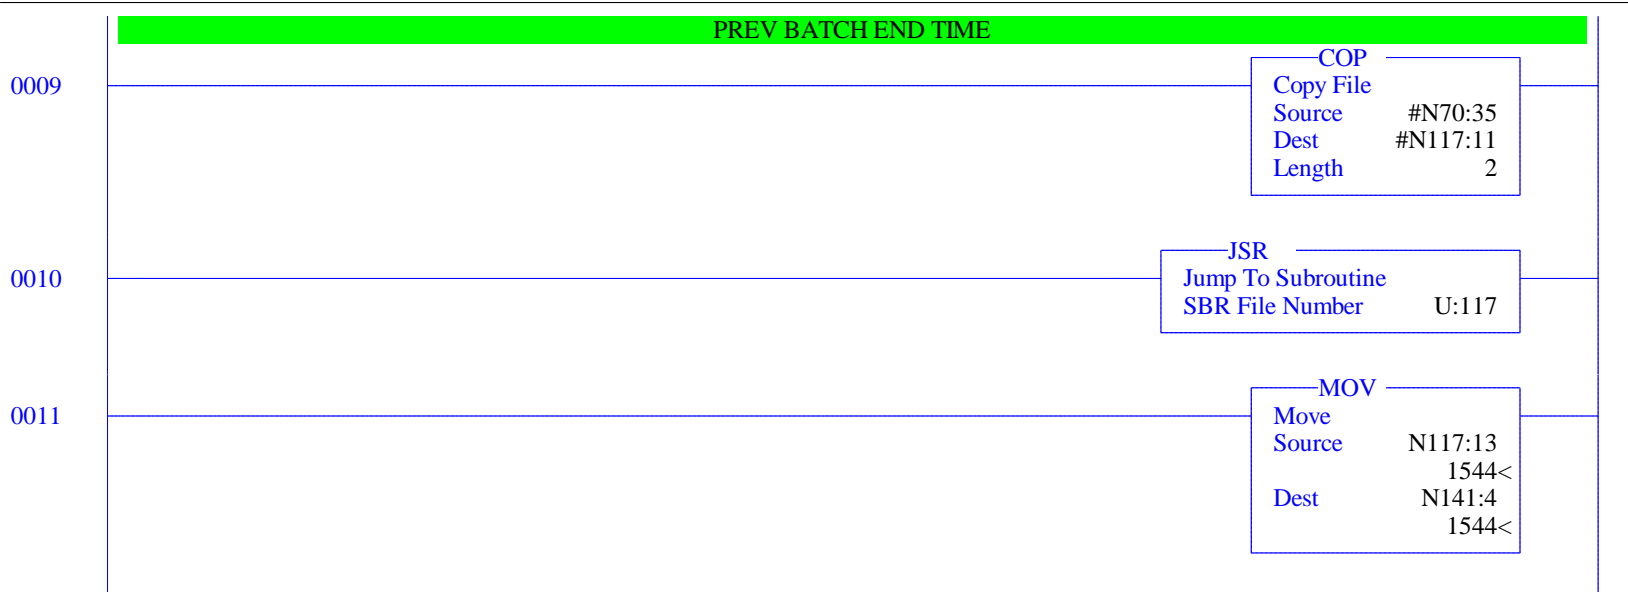 PREV BATCH END TIME
COP
0009
Copy File
Source #N70:35
Dest #N117:11
Length 2
JSR
0010
Jump To Subroutine
SBR File Number U:117
MOV
0011
Move
Source N117:13
1544<
Dest N141:4
1544<